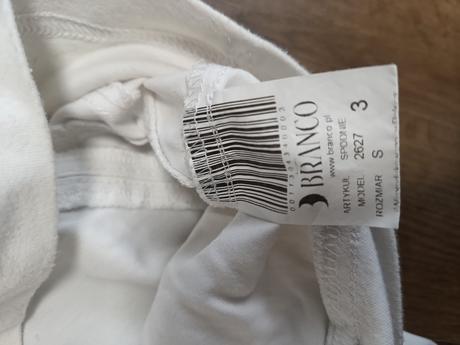 BRANCO
www.branco.pl
ARTYKUŁ SPODNIE
MODEL 2627 3
ROZMIAR S